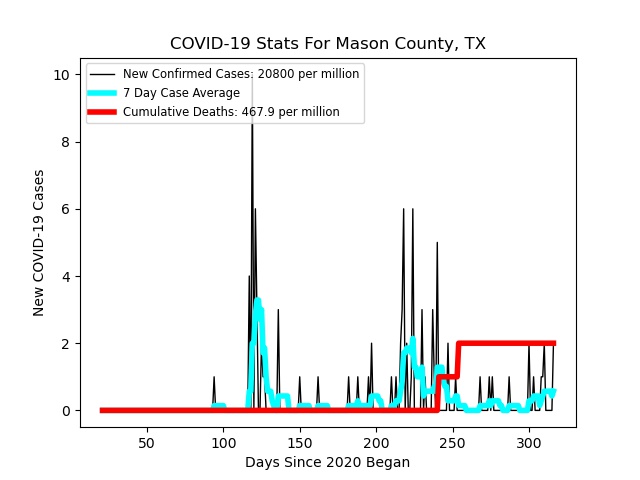 COVID-19 Stats For Mason County, TX
New Confirmed Cases: 20800 per million
7 Day Case Average
Cumulative Deaths: 467.9 per million
New COVID-19 Cases
10
8
6
4
2
0
50 100 150 200 250 300
Days Since 2020 Began